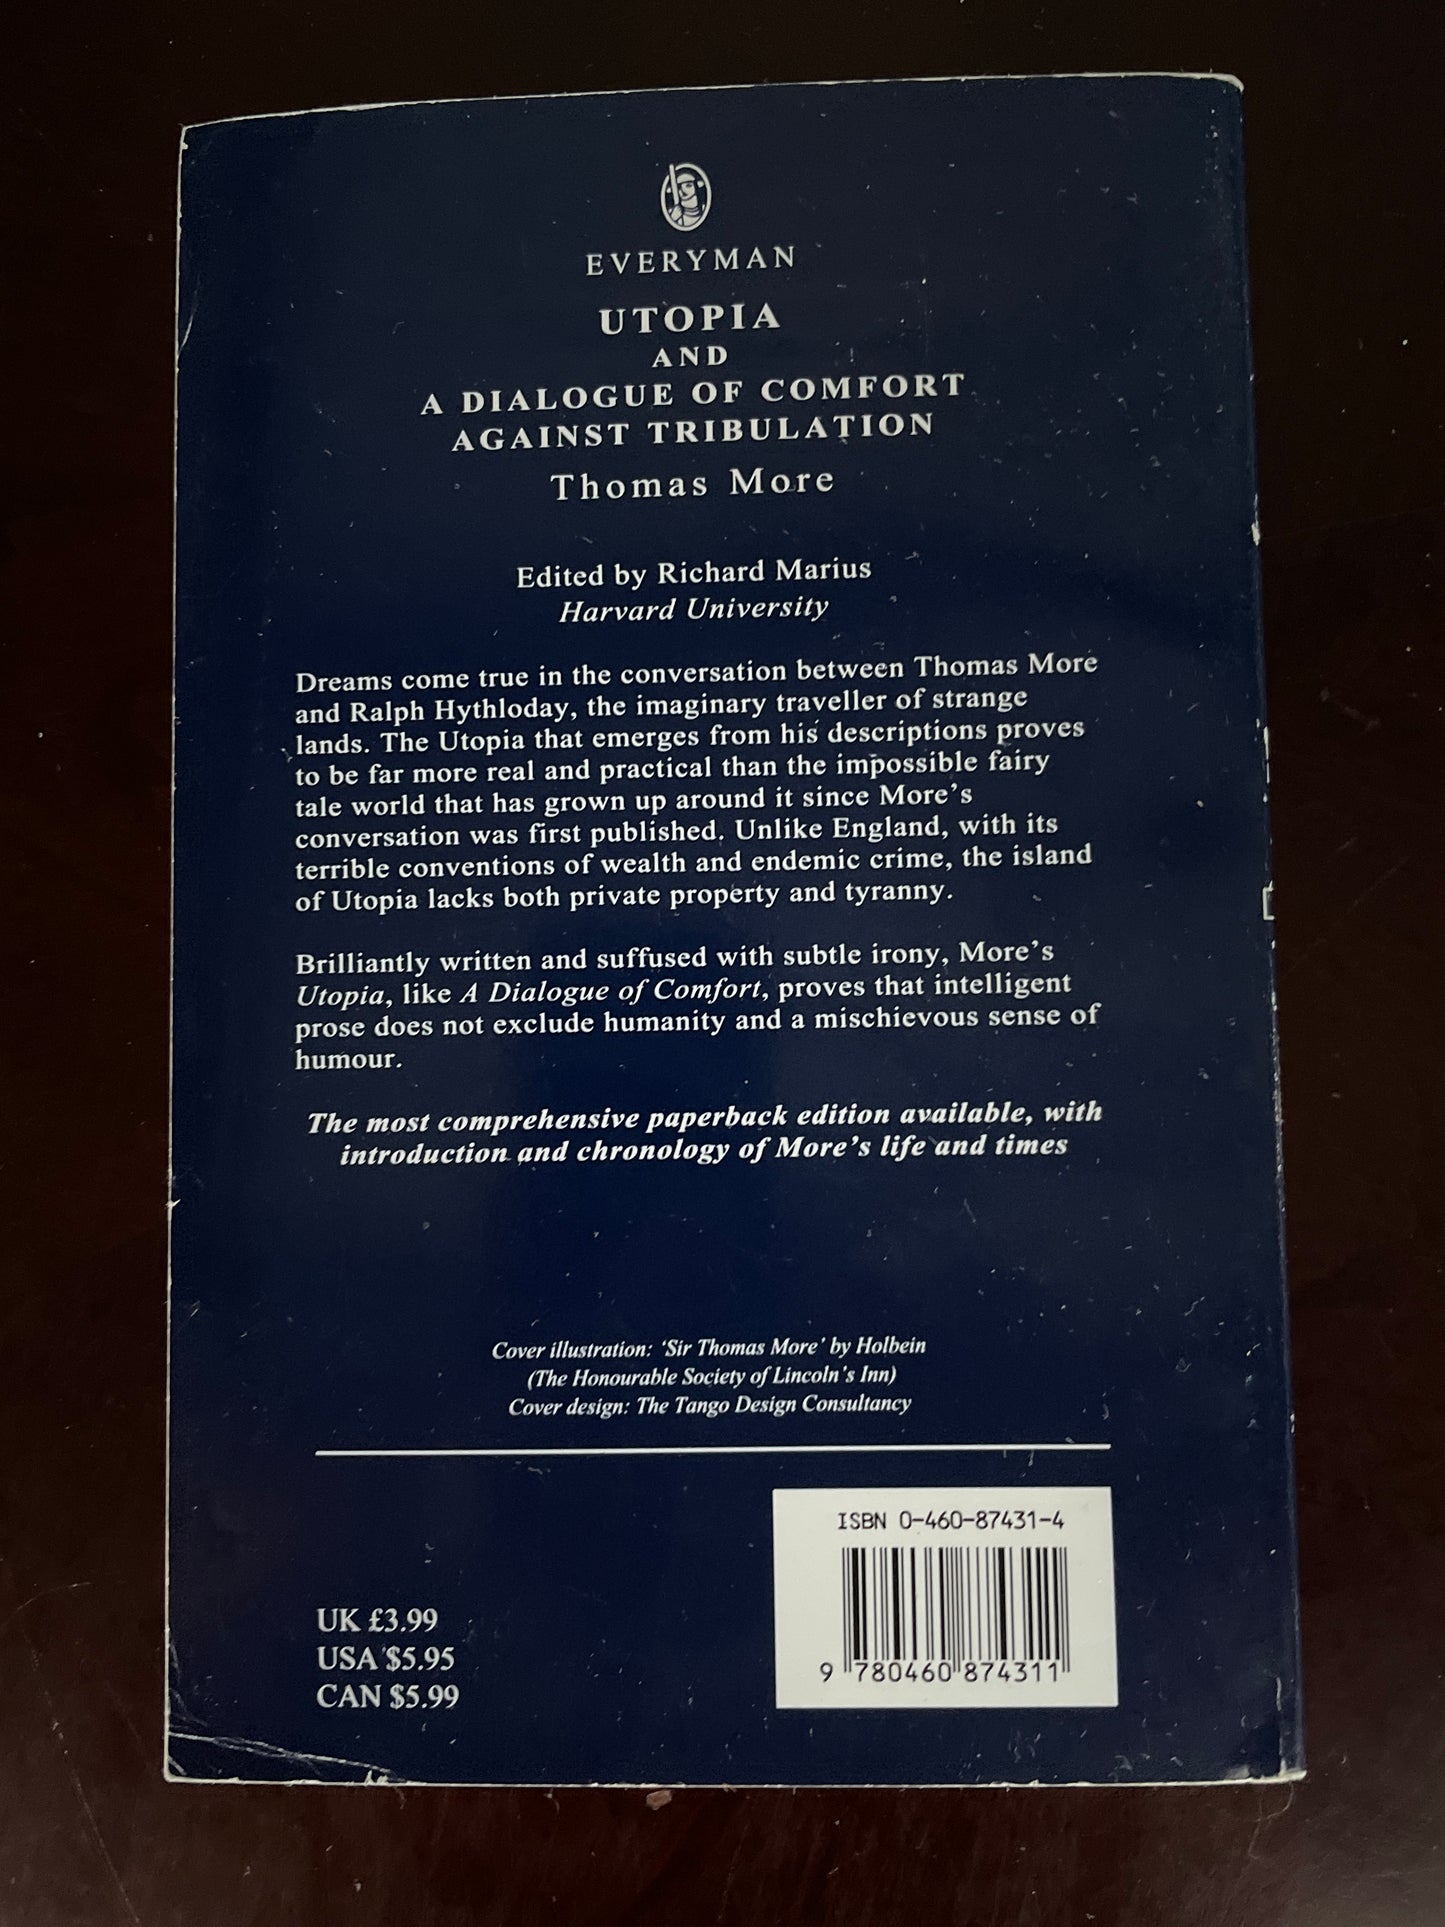 EVERYMAN
UTOPIA
AND
A DIALOGUE OF COMFORT
AGAINST TRIBULATION
Thomas More
Edited by Richard Marius
Harvard University
Dreams come true in the conversation between Thomas More
and Ralph Hythloday, the imaginary traveller of strange
lands. The Utopia that emerges from his descriptions proves
to be far more real and practical than the impossible fairy
tale world that has grown up around it since More's
conversation was first published. Unlike England, with its
terrible conventions of wealth and endemic crime, the island
of Utopia lacks both private property and tyranny.
Brilliantly written and suffused with subtle irony, More's
Utopia, like A Dialogue of Comfort, proves that intelligent
prose does not exclude humanity and a mischievous sense of
humour.
The most comprehensive paperback edition available, with
introduction and chronology of More's life and times
Cover illustration: 'Sir Thomas More' by Holbein
(The Honourable Society of Lincoln's Inn)
Cover design: The Tango Design Consultancy
ISBN 0-460-87431-4
9 780460 874311
UK £3.99
USA $5.95
CAN $5.99